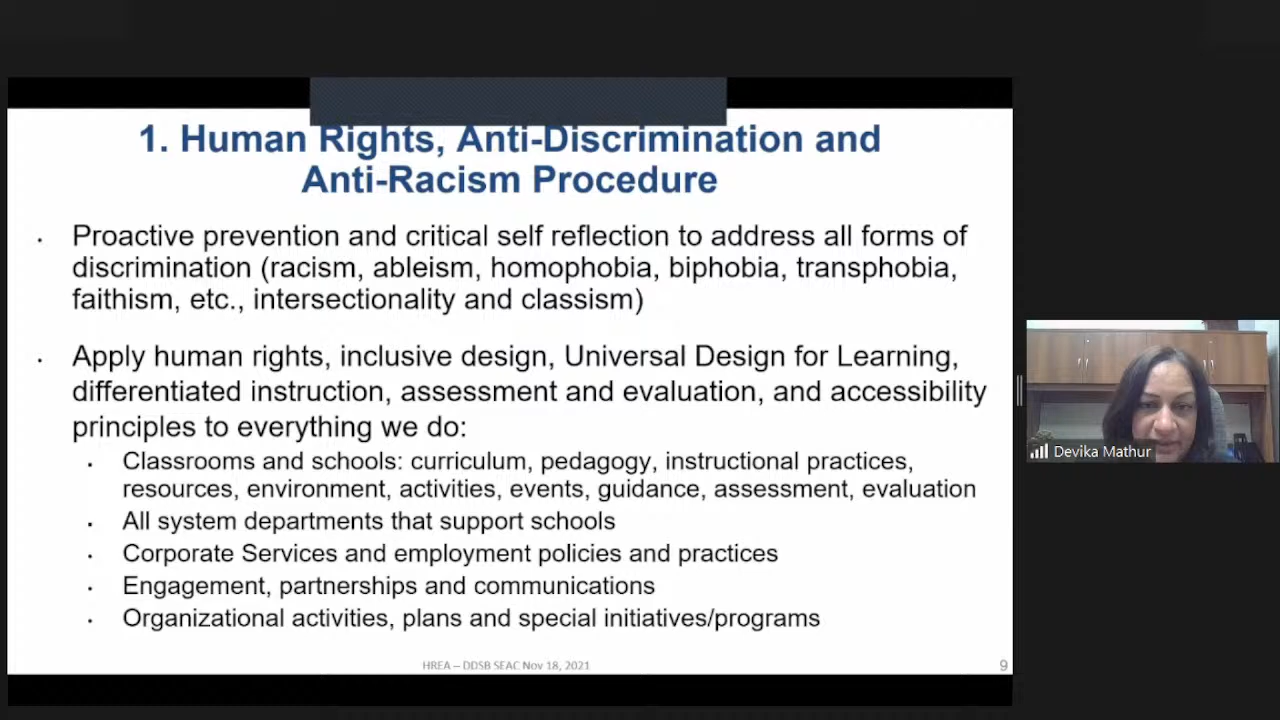 1. Human Rights, Anti-Discrimination and
Anti-Racism Procedure
· Proactive prevention and critical self reflection to address all forms of
discrimination (racism, ableism, homophobia, biphobia, transphobia,
faithism, etc., intersectionality and classism)
· Apply human rights, inclusive design, Universal Design for Learning,
differentiated instruction, assessment and evaluation, and accessibility
principles to everything we do:
· Classrooms and schools: curriculum, pedagogy, instructional practices,
resources, environment, activities, events, guidance, assessment, evaluation
· All system departments that support schools
· Corporate Services and employment policies and practices
· Engagement, partnerships and communications
· Organizational activities, plans and special initiatives/programs
HREA – DDSB SEAC Nov 18, 2021
9
Devika Mathur